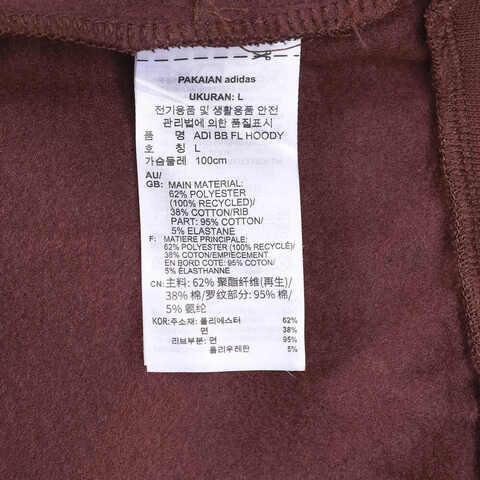 PAKAIAN adidas
UKURAN: L
전기용품 및 생활용품 안전
관리법에 의한 품질표시
품 명 ADI BB FL HOODY
호 칭 L
가슴둘레 100cm
AU/
GB: MAIN MATERIAL:
62% POLYESTER
(100% RECYCLED)/
38% COTTON/RIB
PART: 95% COTTON/
5% ELASTANE
F: MATIERE PRINCIPALE:
62% POLYESTER (100% RECYCLÉ)/
38% COTON/EMPIECEMENT
EN BORD COTE: 95% COTON/
5% ÉLASTHANNE
CN: 主料: 62% 聚酯纤维(再生)/
38% 棉/罗纹部分: 95% 棉/
5% 氨纶
KOR: 주소재: 폴리에스터 62%
면 38%
리브부분: 면 95%
폴리우레탄 5%